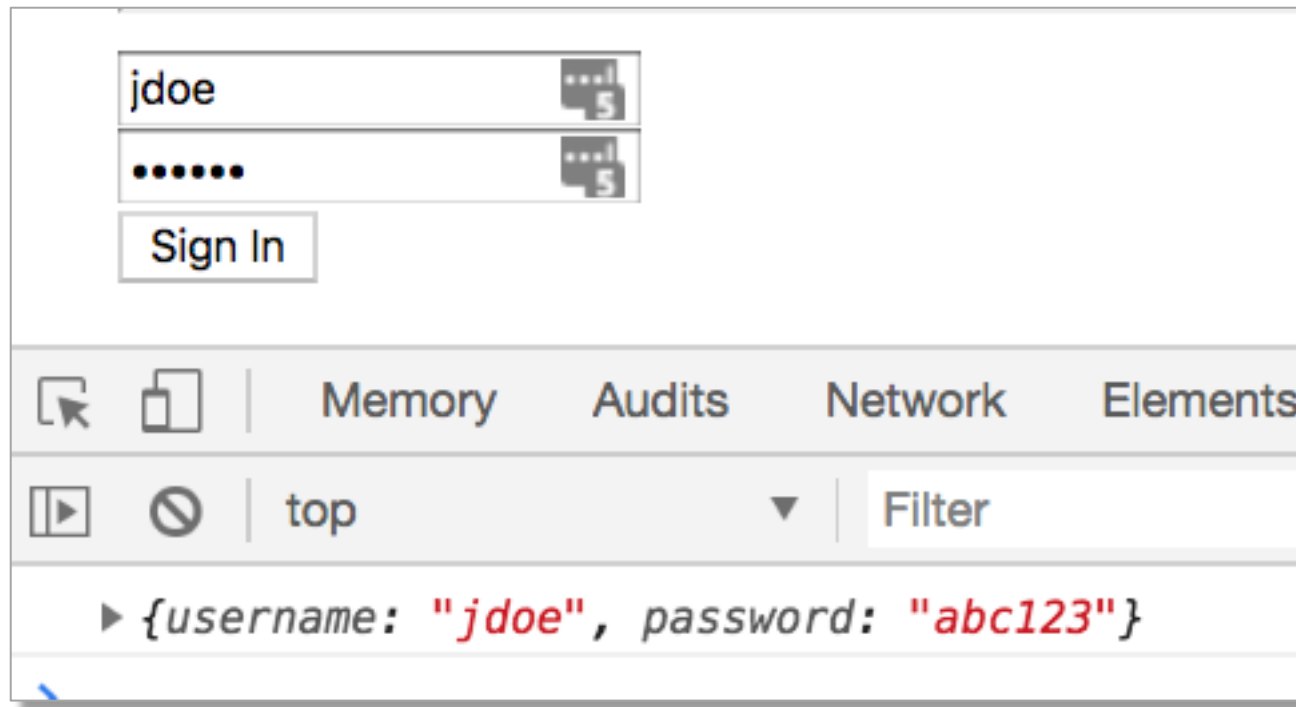 jdoe
••••••
Sign In
Memory Audits Network Elements
top Filter
{username: "jdoe", password: "abc123"}